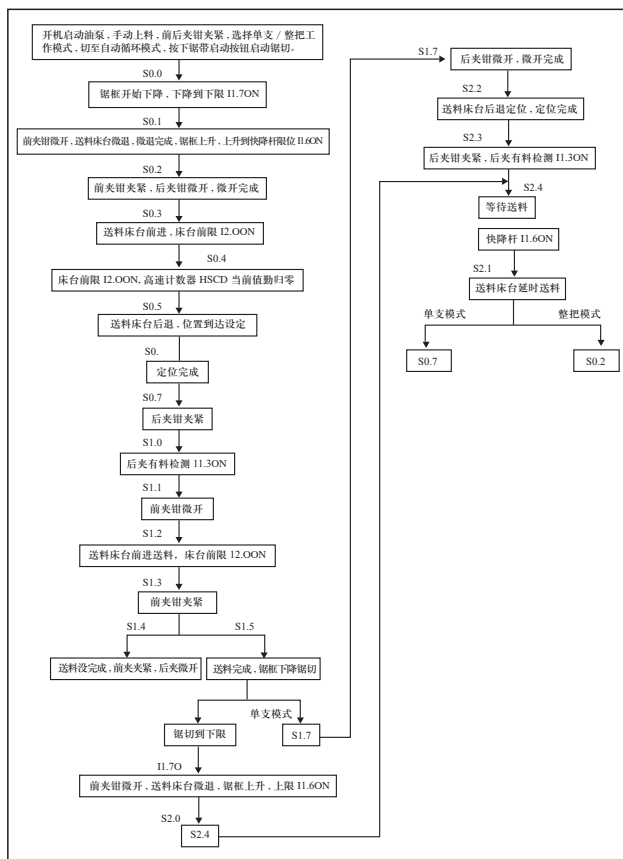 开机启动油泵，手动上料，前后夹钳夹紧，选择单支/整把工
作模式，切至自动循环模式，按下锯带启动按钮启动锯切。
S0.0
锯框开始下降，下降到下限 I1.7ON
S0.1
前夹钳微开，送料床台微退，微退完成，锯框上升，上升到快降杆限位 I1.6ON
S0.2
前夹钳夹紧，后夹钳微开，微开完成
S0.3
送料床台前进，床台前限 I2.OON
S0.4
床台前限 I2.OON, 高速计数器 HSCD 当前值勤归零
S0.5
送料床台后退，位置到达设定
S0.
定位完成
S0.7
后夹钳夹紧
S1.0
后夹有料检测 11.3ON
S1.1
前夹钳微开
S1.2
送料床台前进送料，床台前限 12.OON
S1.3
前夹钳夹紧
S1.4
S1.5
送料没完成，前夹夹紧，后夹微开
送料完成，锯框下降锯切
单支模式
锯切到下限
S1.7
I1.7O
前夹钳微开，送料床台微退，锯框上升，上限 I1.6ON
S2.0
S2.4
S1.7
后夹钳微开，微开完成
S2.2
送料床台后退定位，定位完成
S2.3
后夹钳夹紧，后夹有料检测 I1.3ON
S2.4
等待送料
快降杆 I1.6ON
S2.1
送料床台延时送料
单支模式
整把模式
S0.7
S0.2